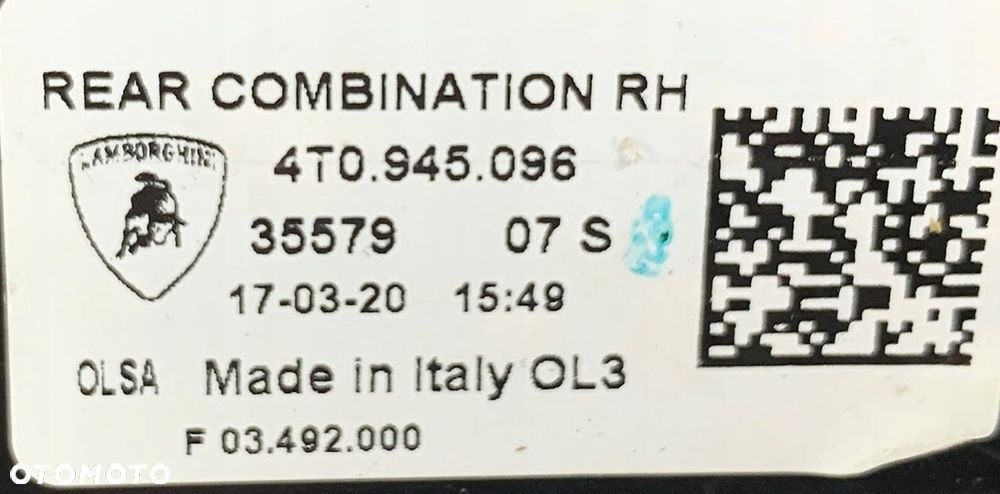 REAR COMBINATION RH
LAMBORGHINI
4T0.945.096
35579 07 S
17-03-20 15:49
OLSA Made in Italy OL3
F 03.492.000
OTOMOTO